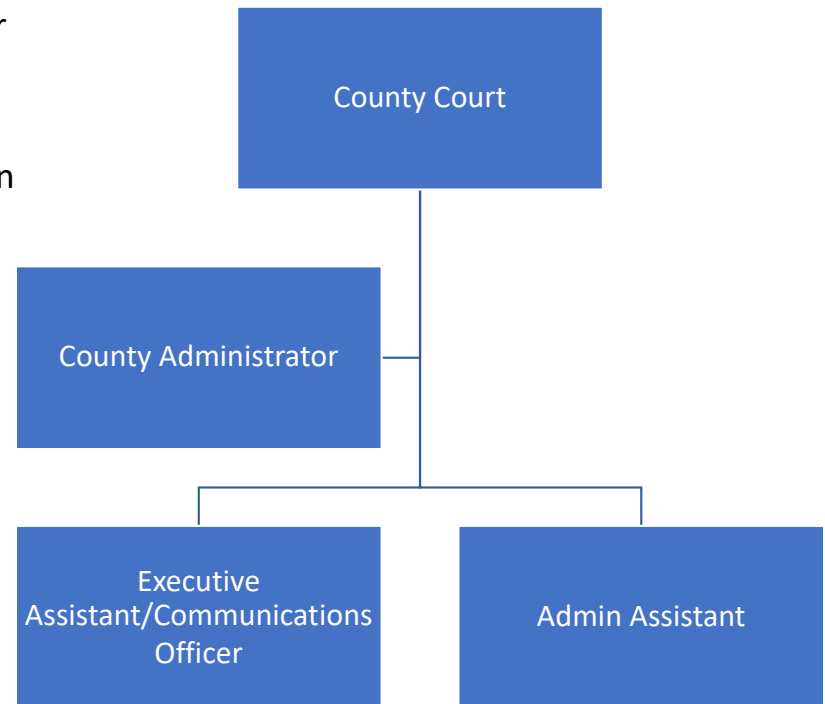 r
County Court
n
County Administrator
Executive
Assistant/Communications
Officer
Admin Assistant